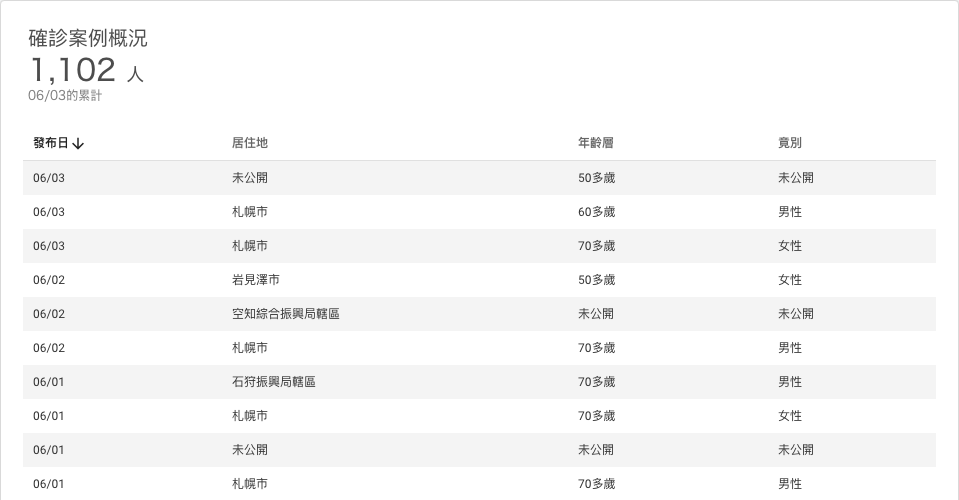 確診案例概況
1,102 人
06/03的累計
發布日↓ 居住地 年齡層 竟別
06/03 未公開 50多歲 未公開
06/03 札幌市 60多歲 男性
06/03 札幌市 70多歲 女性
06/02 岩見澤市 50多歲 女性
06/02 空知綜合振興局轄區 未公開 未公開
06/02 札幌市 70多歲 男性
06/01 石狩振興局轄區 70多歲 男性
06/01 札幌市 70多歲 女性
06/01 未公開 未公開 未公開
06/01 札幌市 70多歲 男性